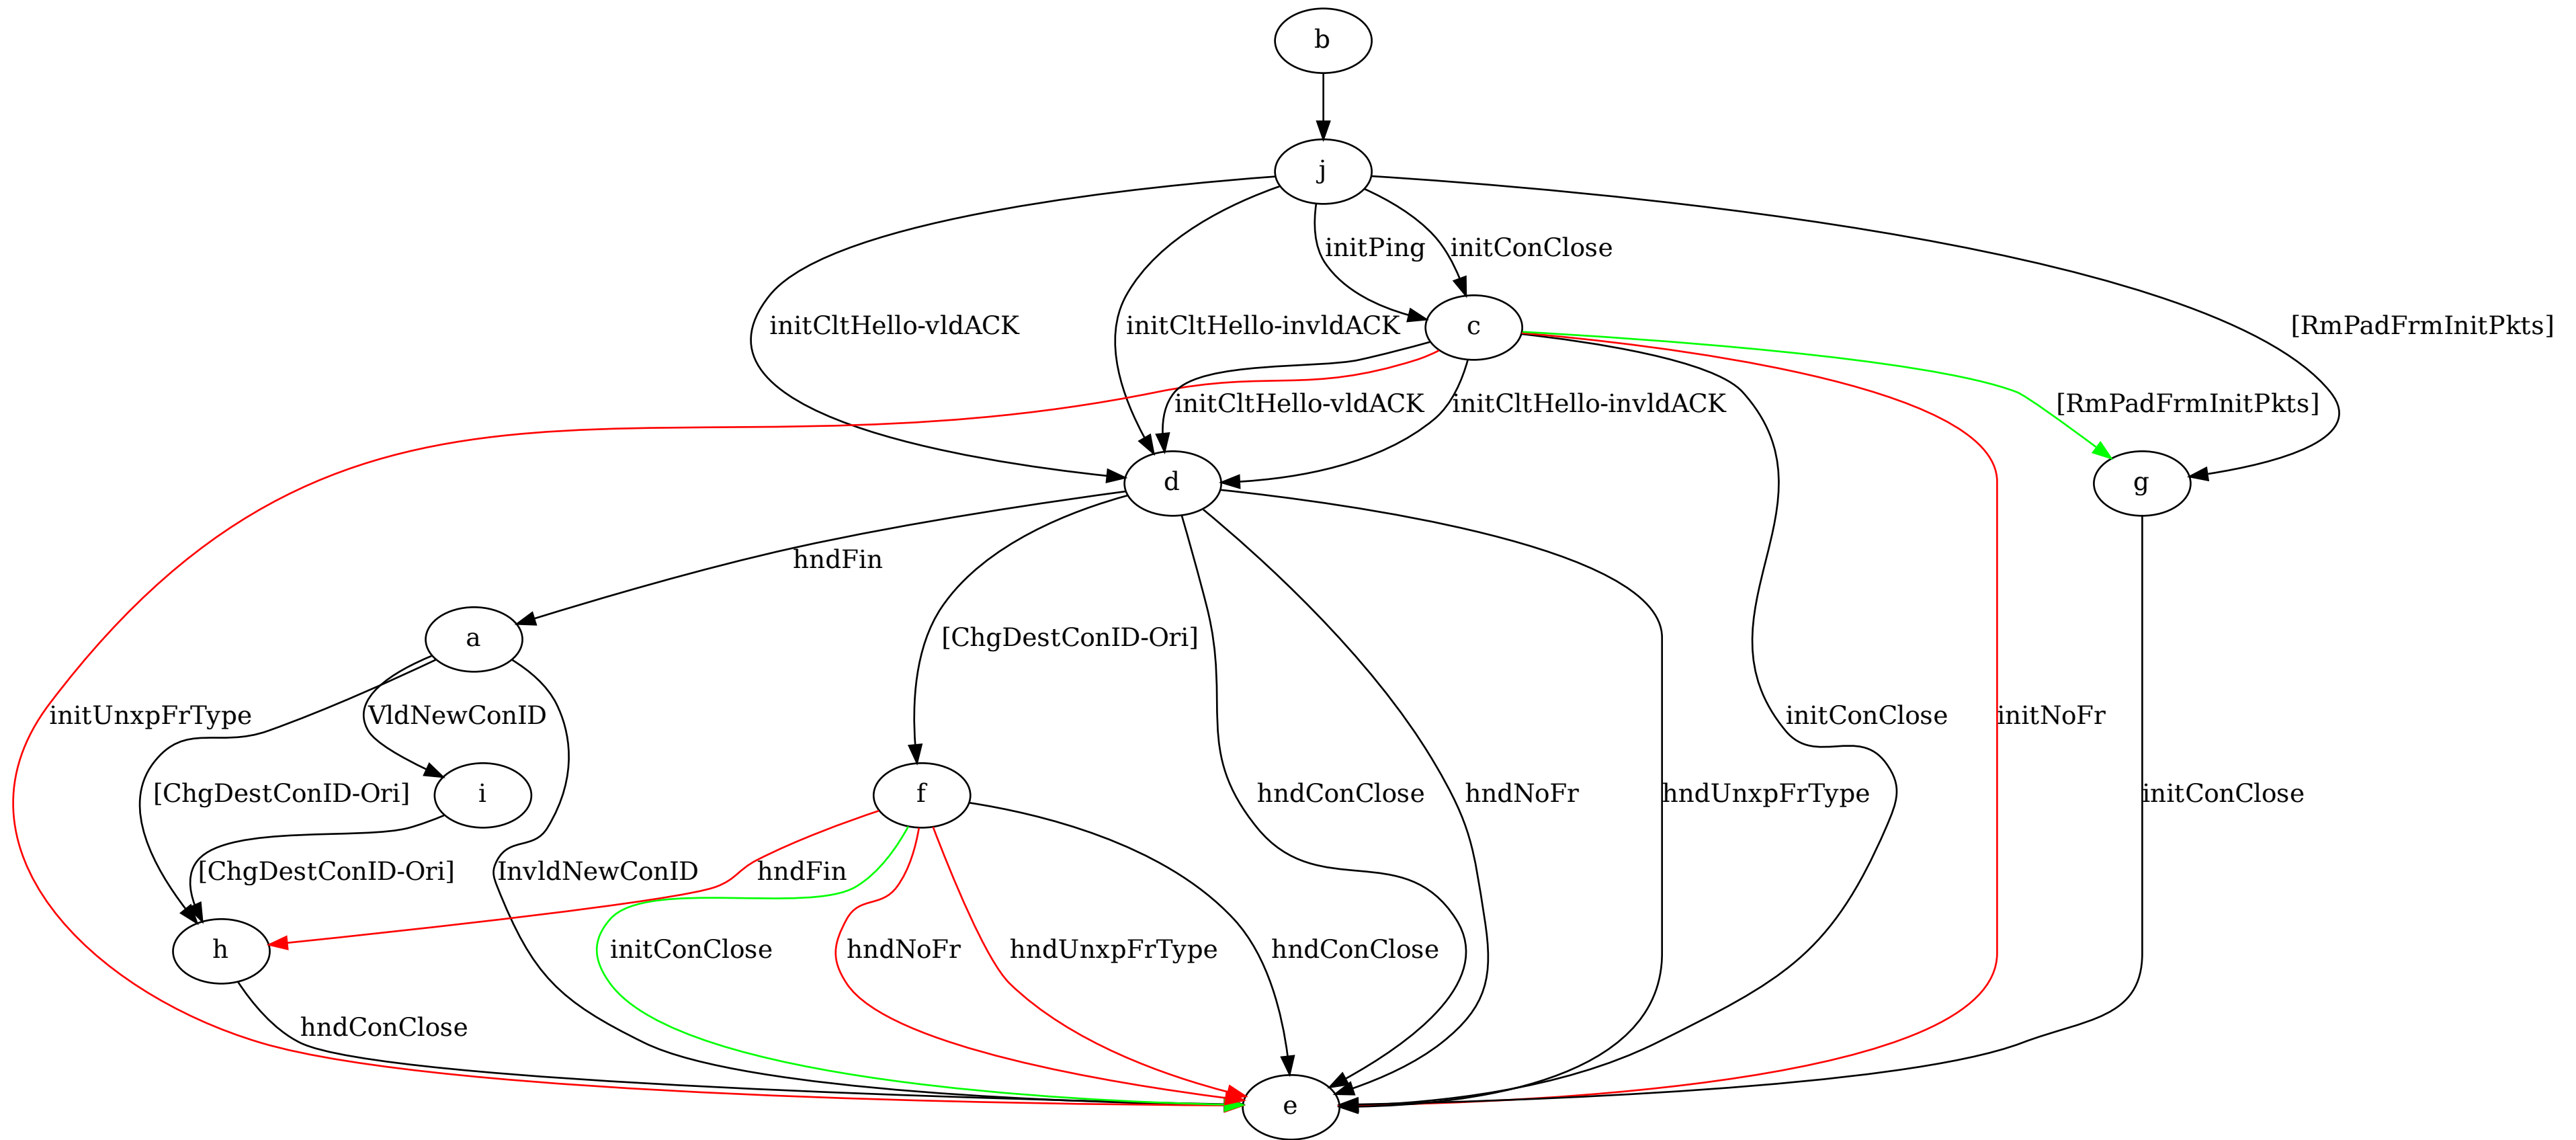 b
j
initPing
initConClose
initCltHello-vldACK
initCltHello-invldACK
c
[RmPadFrmInitPkts]
initCltHello-vldACK
initCltHello-invldACK
[RmPadFrmInitPkts]
d
g
hndFin
a
[ChgDestConID-Ori]
initUnxpFrType
VldNewConID
initConClose
initNoFr
[ChgDestConID-Ori]
i
f
hndConClose
hndNoFr
hndUnxpFrType
initConClose
[ChgDestConID-Ori]
InvldNewConID
hndFin
h
initConClose
hndNoFr
hndUnxpFrType
hndConClose
hndConClose
e